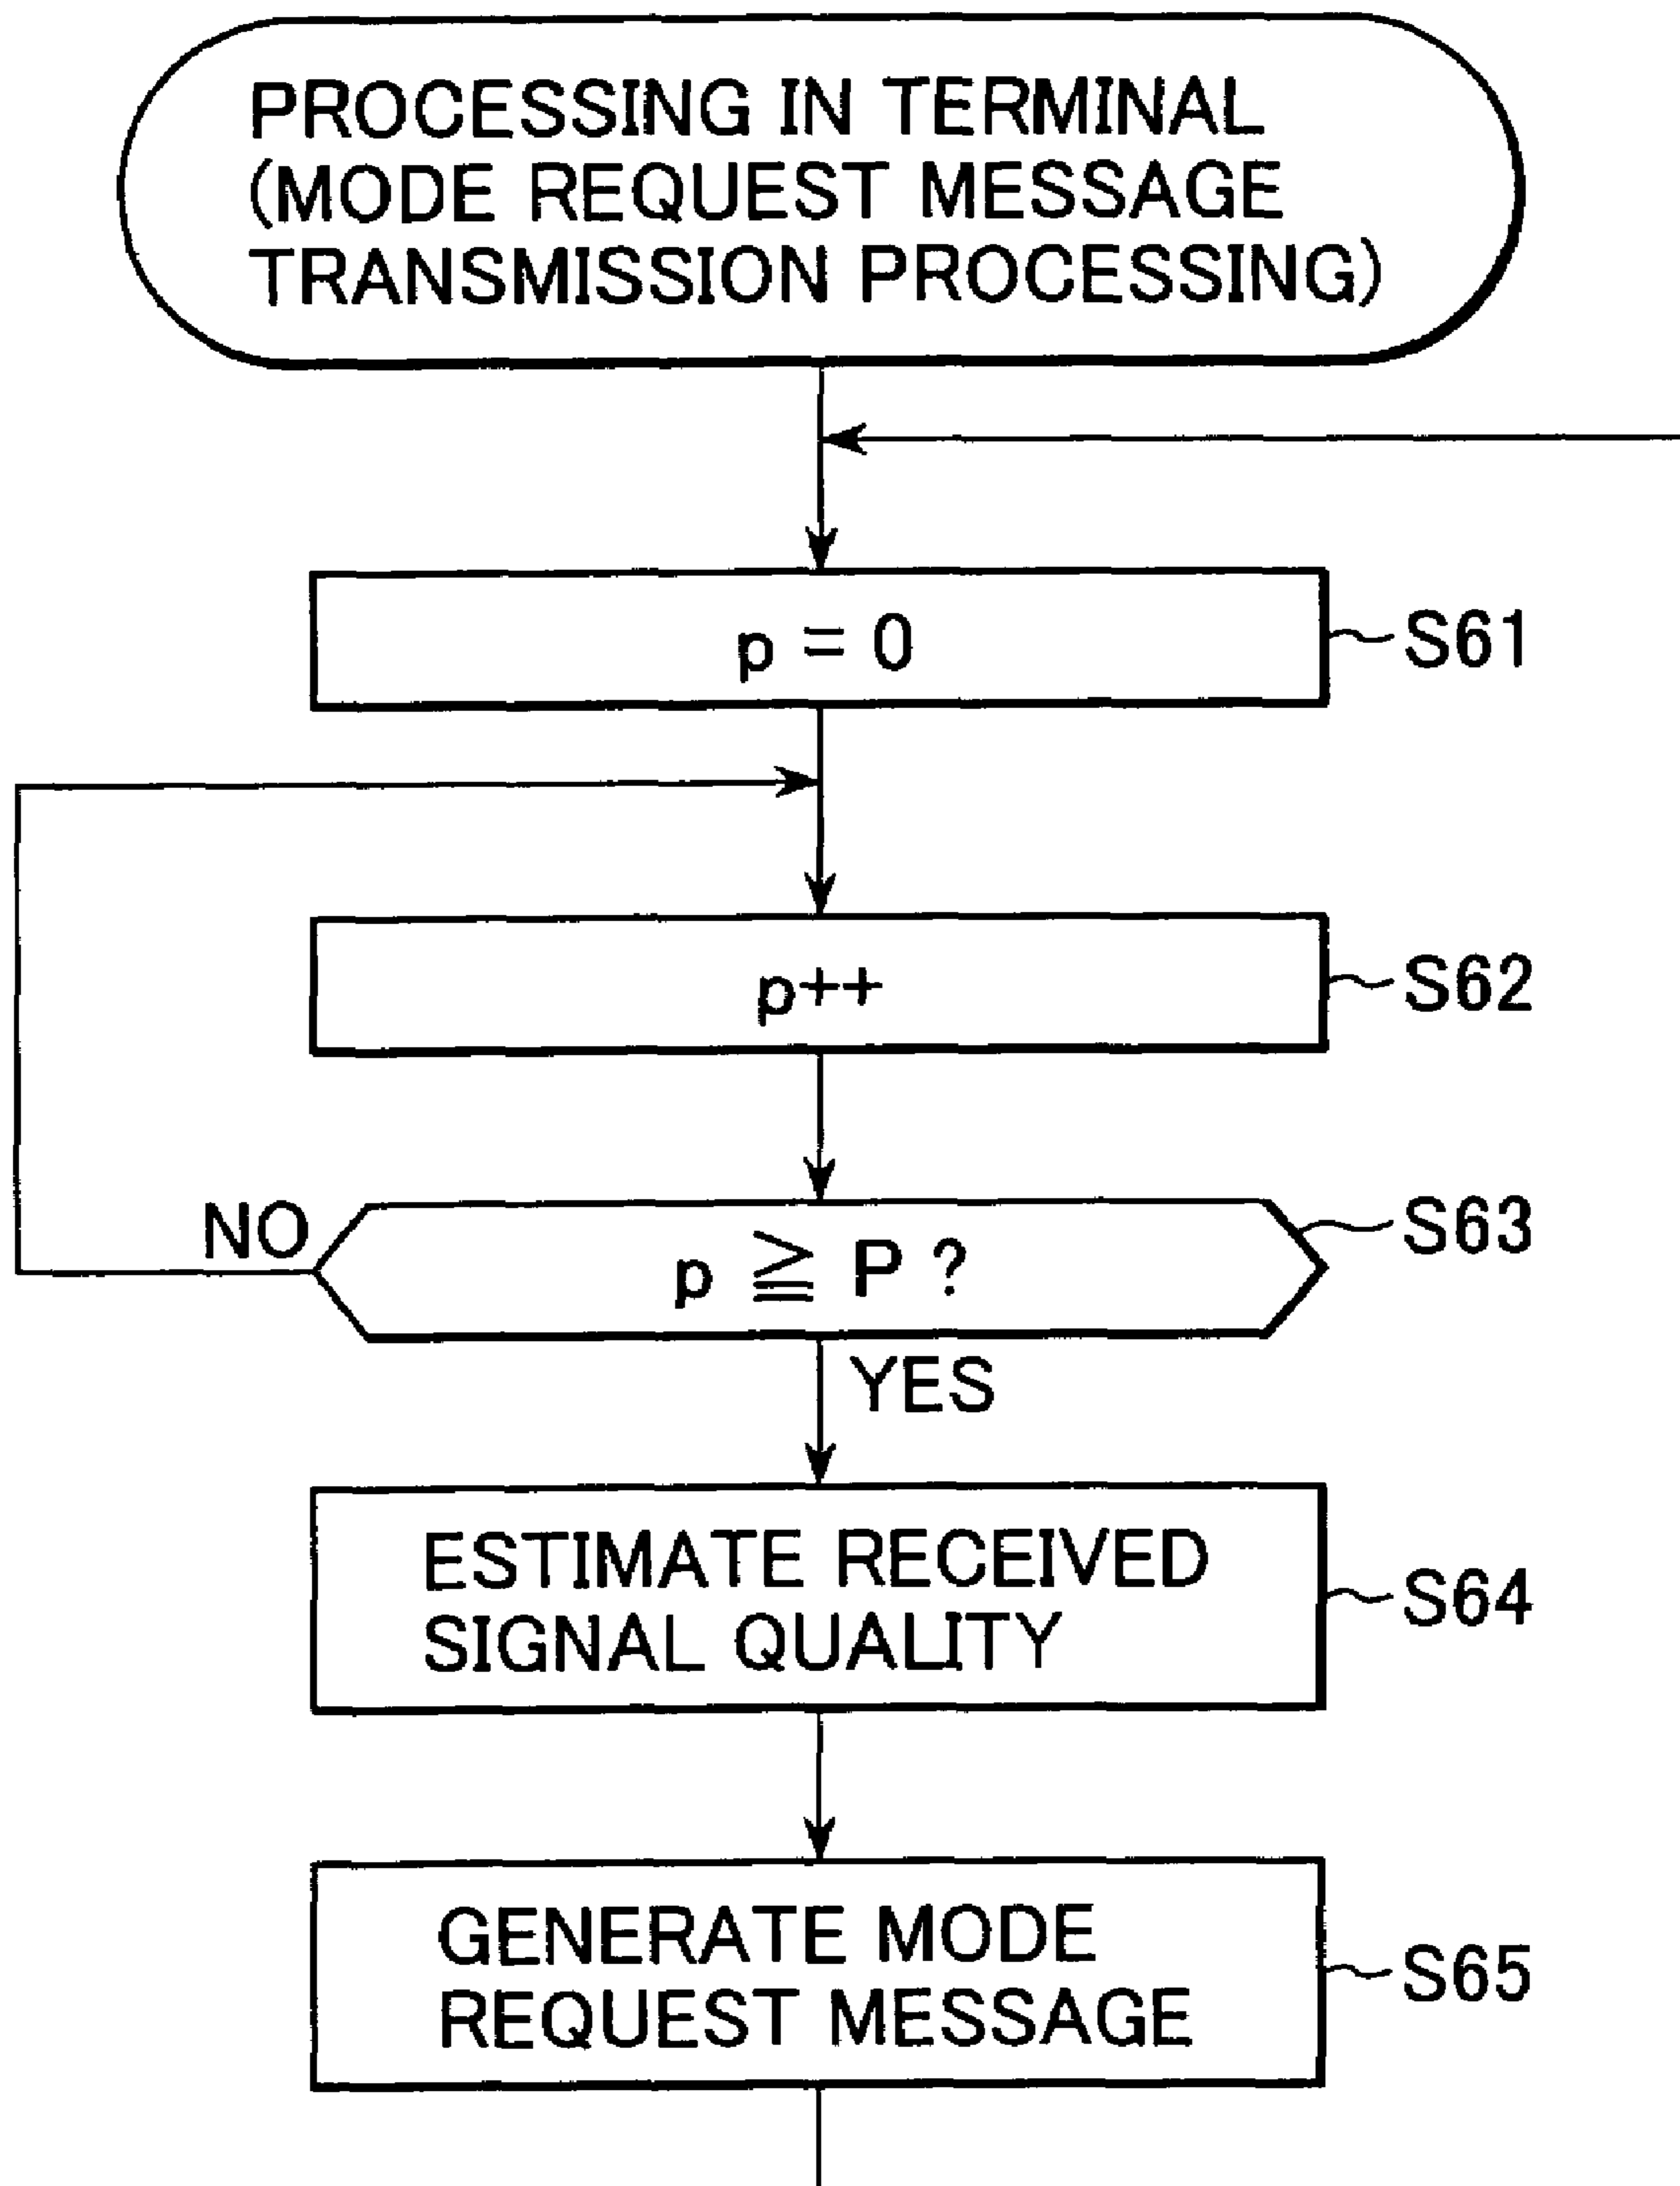 PROCESSING IN TERMINAL
(MODE REQUEST MESSAGE
TRANSMISSION PROCESSING)
p = 0
S61
p++
S62
NO
p ≧ P ?
S63
YES
ESTIMATE RECEIVED
SIGNAL QUALITY
S64
GENERATE MODE
REQUEST MESSAGE
S65